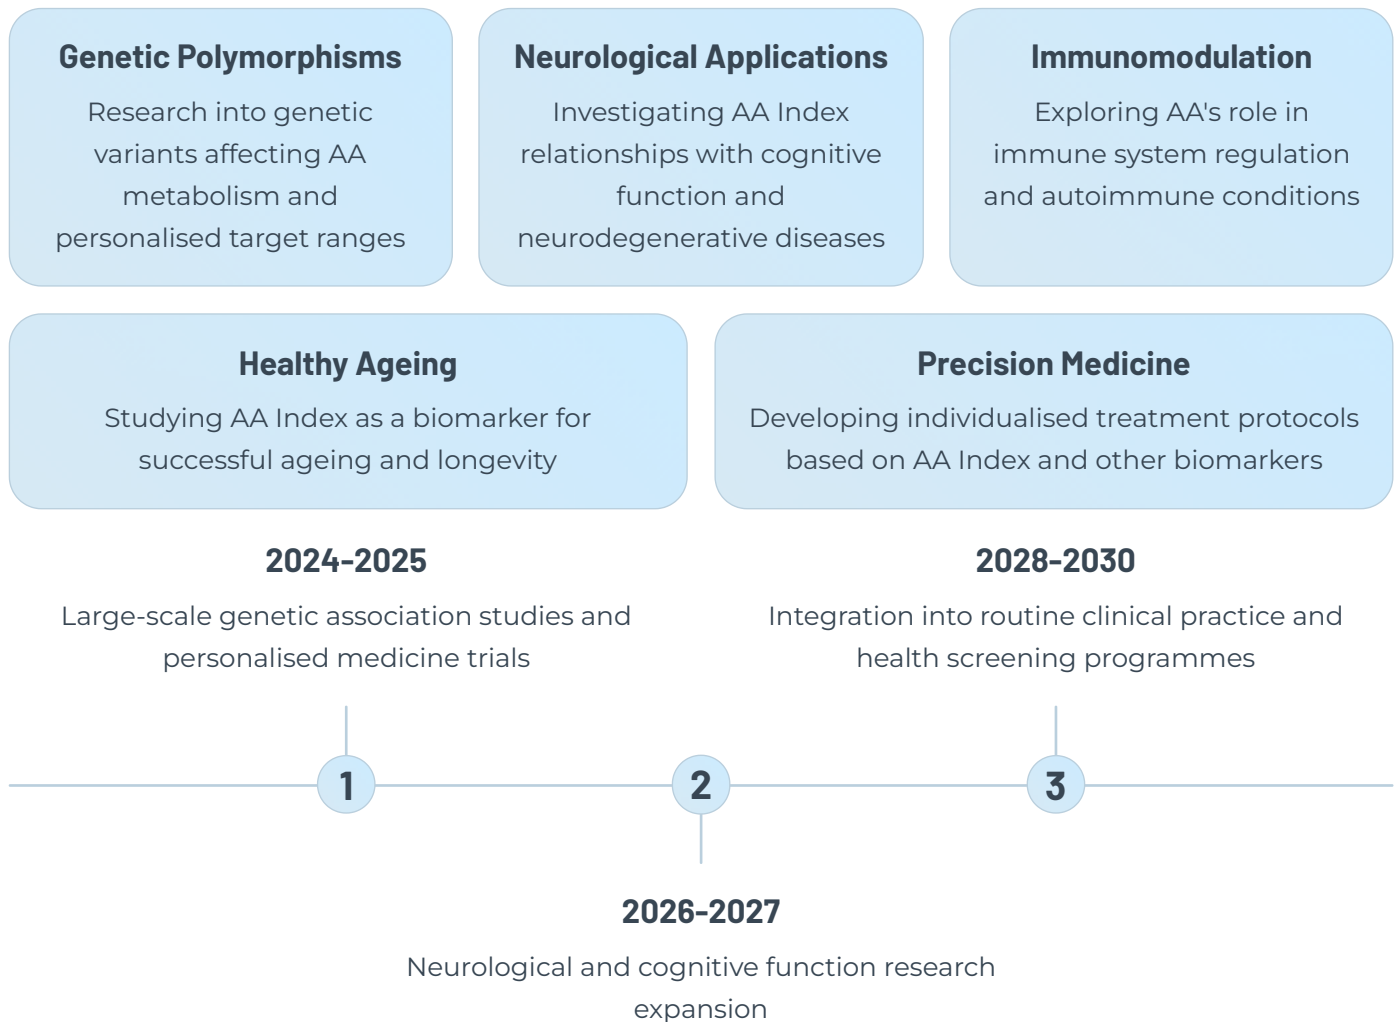 Genetic Polymorphisms
Research into genetic
variants affecting AA
metabolism and
personalised target ranges
Neurological Applications
Investigating AA Index
relationships with cognitive
function and
neurodegenerative diseases
Immunomodulation
Exploring AA's role in
immune system regulation
and autoimmune conditions
Healthy Ageing
Studying AA Index as a biomarker for
successful ageing and longevity
Precision Medicine
Developing individualised treatment protocols
based on AA Index and other biomarkers
2024-2025
Large-scale genetic association studies and
personalised medicine trials
2028-2030
Integration into routine clinical practice and
health screening programmes
1
2
3
2026-2027
Neurological and cognitive function research
expansion